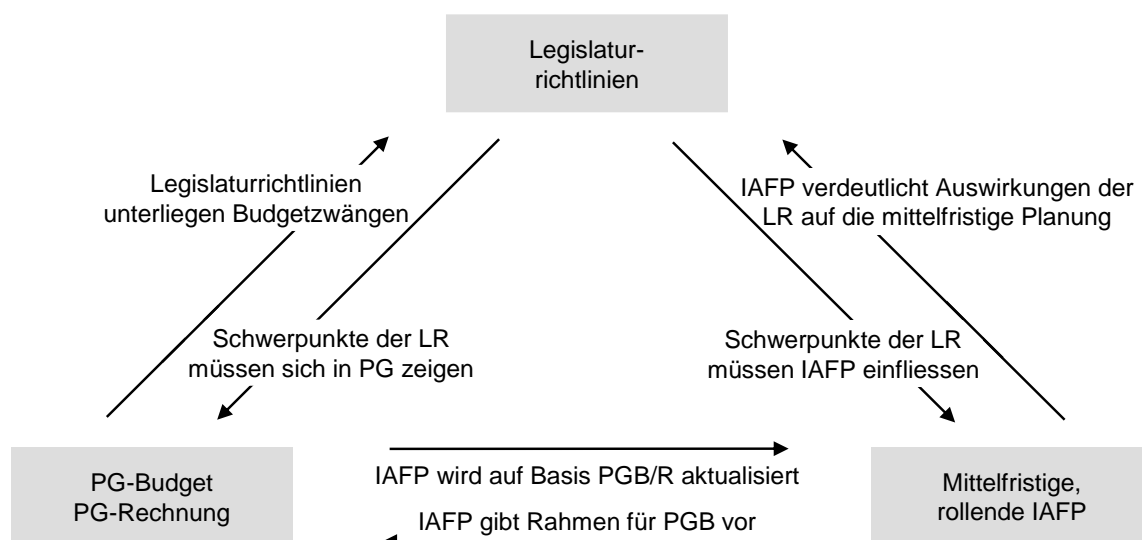 Legislatur-
richtlinien
Legislaturrichtlinien
unterliegen Budgetzwängen
IAFP verdeutlicht Auswirkungen der
LR auf die mittelfristige Planung
Schwerpunkte der LR
müssen sich in PG zeigen
Schwerpunkte der LR
müssen IAFP einfliessen
PG-Budget
PG-Rechnung
IAFP wird auf Basis PGB/R aktualisiert
IAFP gibt Rahmen für PGB vor
Mittelfristige,
rollende IAFP